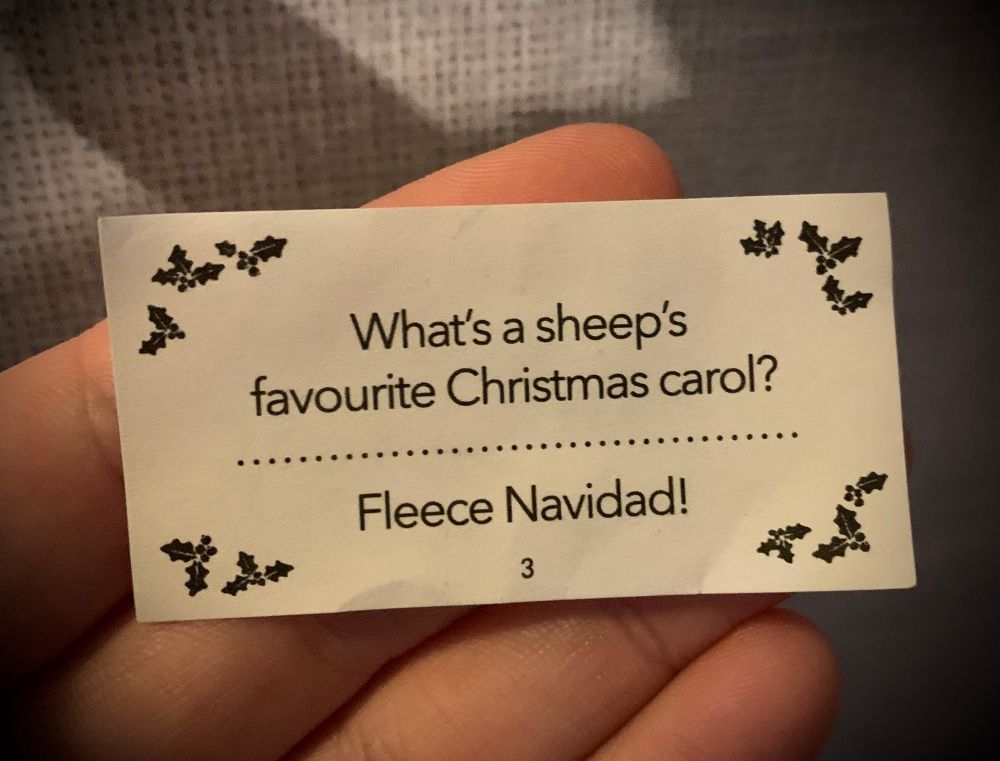 What's a sheep's
favourite Christmas carol?
Fleece Navidad!
3